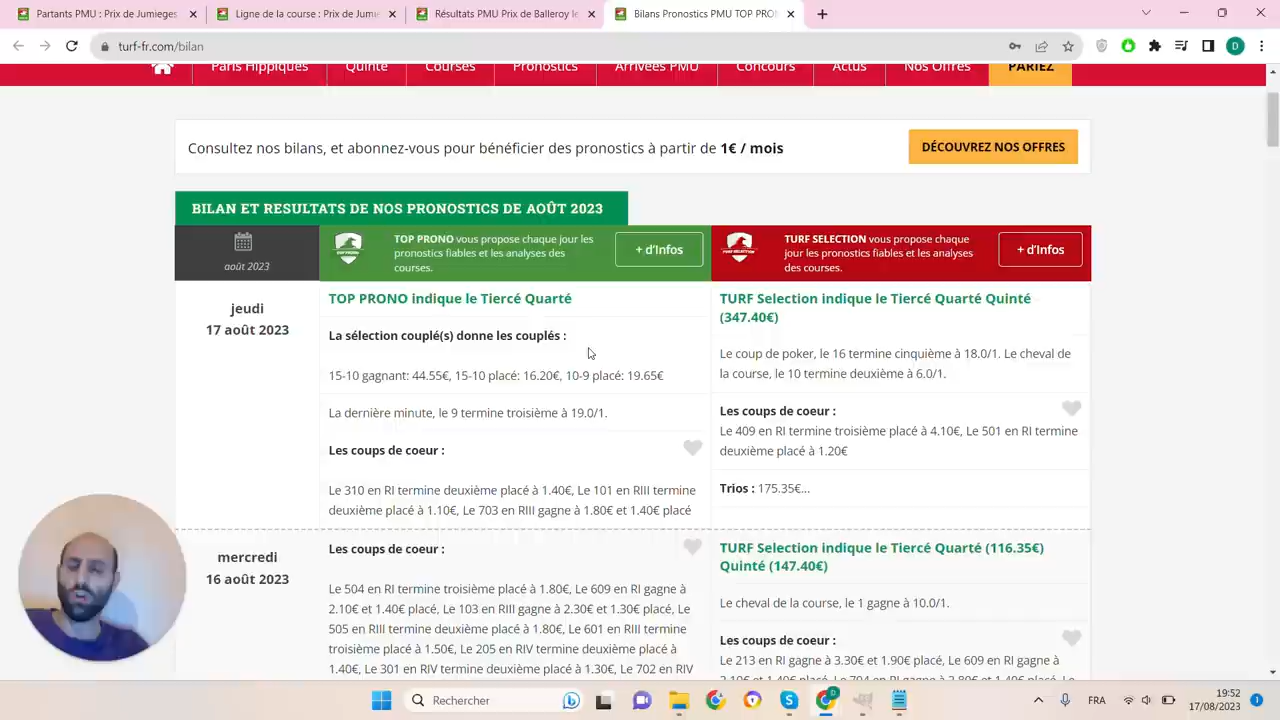 Partants PMU : Prix de Jumieges
Ligne de la course : Prix de Jumie
Résultats PMU Prix de Balleroy le
Bilans Pronostics PMU TOP PRON
turf-fr.com/bilan
D
Paris Hippiques
Quinté
Courses
Pronostics
Arrivées PMU
Concours
Actus
Nos Offres
PARIEZ
Consultez nos bilans, et abonnez-vous pour bénéficier des pronostics à partir de 1€ / mois
DÉCOUVREZ NOS OFFRES
BILAN ET RESULTATS DE NOS PRONOSTICS DE AOÛT 2023
août 2023
TOP PRONO vous propose chaque jour les
pronostics fiables et les analyses des
courses.
+ d'Infos
TURF SELECTION vous propose chaque
jour les pronostics fiables et les analyses
des courses.
+ d'Infos
jeudi
17 août 2023
TOP PRONO indique le Tiercé Quarté
La sélection couplé(s) donne les couplés :
15-10 gagnant: 44.55€, 15-10 placé: 16.20€, 10-9 placé: 19.65€
La dernière minute, le 9 termine troisième à 19.0/1.
Les coups de coeur :
Le 310 en RI termine deuxième placé à 1.40€, Le 101 en RIII termine
deuxième placé à 1.10€, Le 703 en RIII gagne à 1.80€ et 1.40€ placé
TURF Selection indique le Tiercé Quarté Quinté
(347.40€)
Le coup de poker, le 16 termine cinquième à 18.0/1. Le cheval de
la course, le 10 termine deuxième à 6.0/1.
Les coups de coeur :
Le 409 en RI termine troisième placé à 4.10€, Le 501 en RI termine
deuxième placé à 1.20€
Trios : 175.35€...
mercredi
16 août 2023
Les coups de coeur :
Le 504 en RI termine troisième placé à 1.80€, Le 609 en RI gagne à
2.10€ et 1.40€ placé, Le 103 en RIII gagne à 2.30€ et 1.30€ placé, Le
505 en RIII termine deuxième placé à 1.80€, Le 601 en RIII termine
troisième placé à 1.50€, Le 205 en RIV termine deuxième placé à
1.40€, Le 301 en RIV termine deuxième placé à 1.30€, Le 702 en RIV
TURF Selection indique le Tiercé Quarté (116.35€)
Quinté (147.40€)
Le cheval de la course, le 1 gagne à 10.0/1.
Les coups de coeur :
Le 213 en RI gagne à 3.30€ et 1.90€ placé, Le 609 en RI gagne à
Rechercher
FRA
19:52
17/08/2023